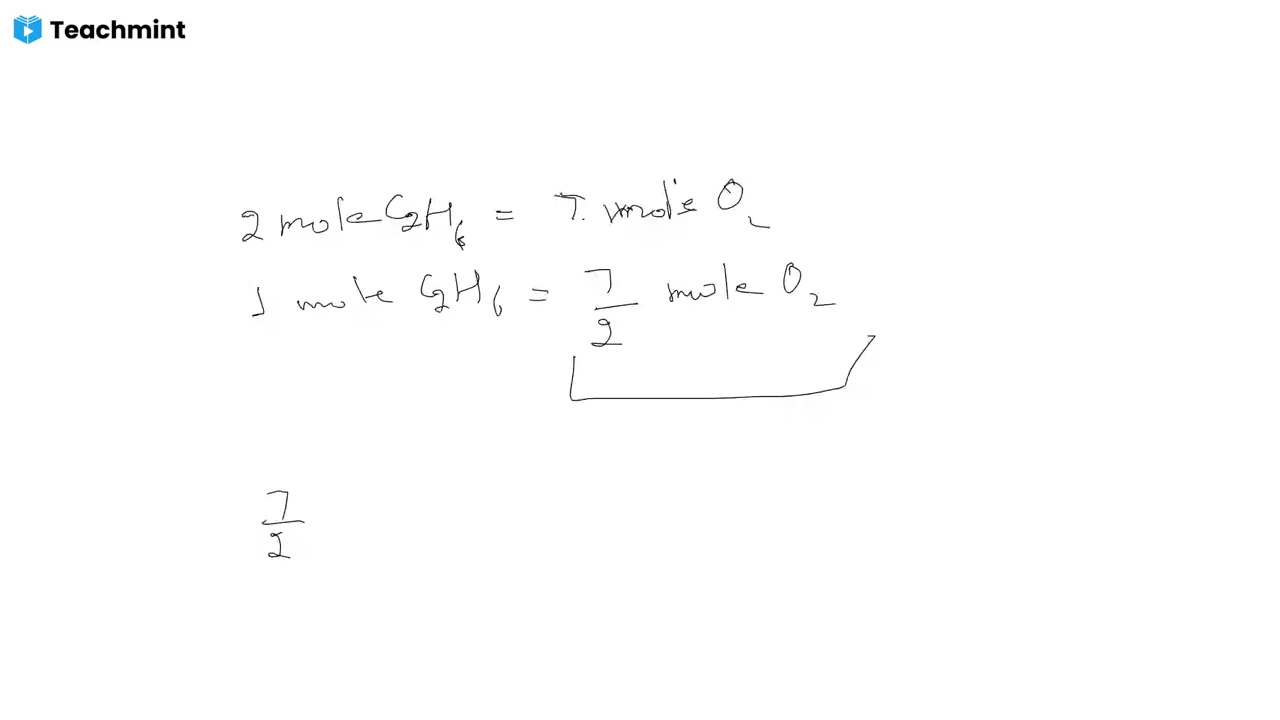 Teachmint
2 mole C2H6 = 7. mole O2
1 mole C2H6 = 7/2 mole O2
7/2